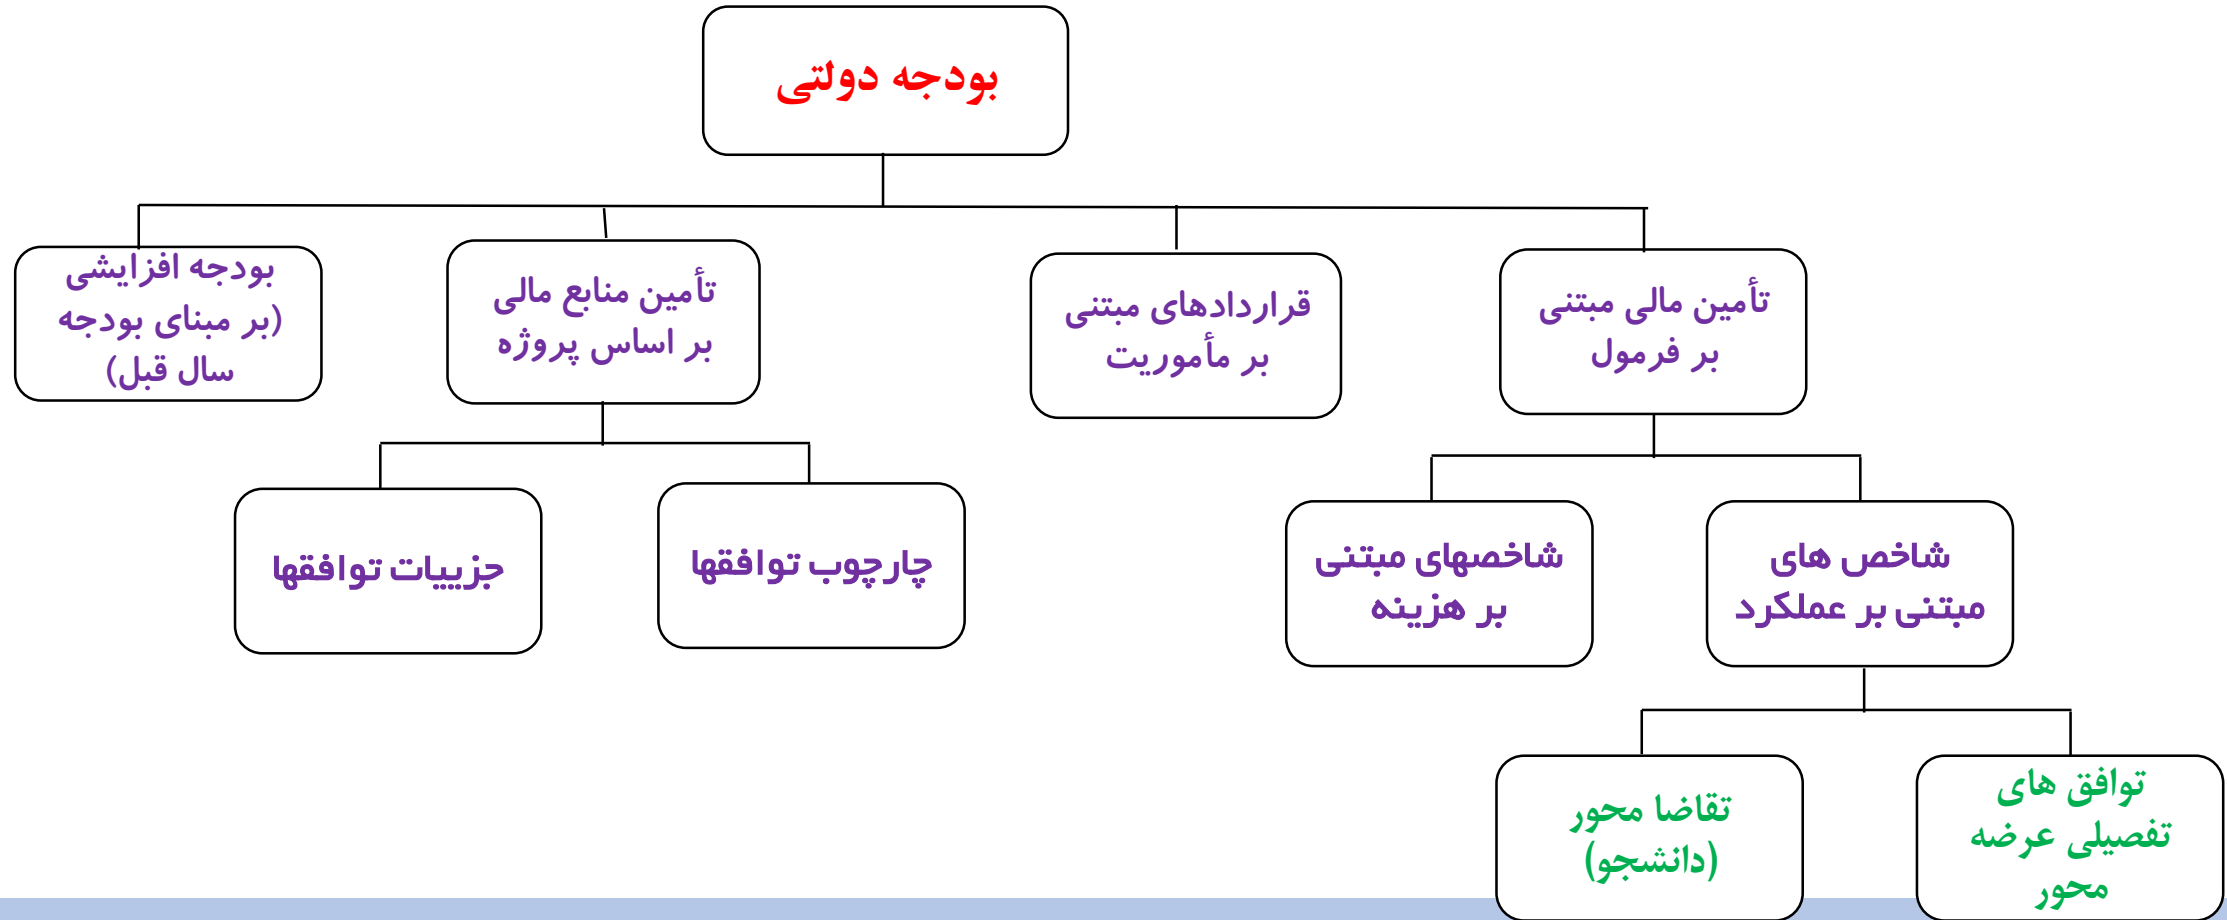 بودجه دولتی
تأمین مالی مبتنی
بر فرمول
قراردادهای مبتنی
بر مأموریت
تأمین منابع مالی
بر اساس پروژه
بودجه افزایشی
(بر مبنای بودجه
سال قبل)
شاخص های
مبتنی بر عملکرد
شاخصهای مبتنی
بر هزینه
چارچوب توافقها
جزییات توافقها
توافق های
تفصیلی عرضه
محور
تقاضا محور
(دانشجو)